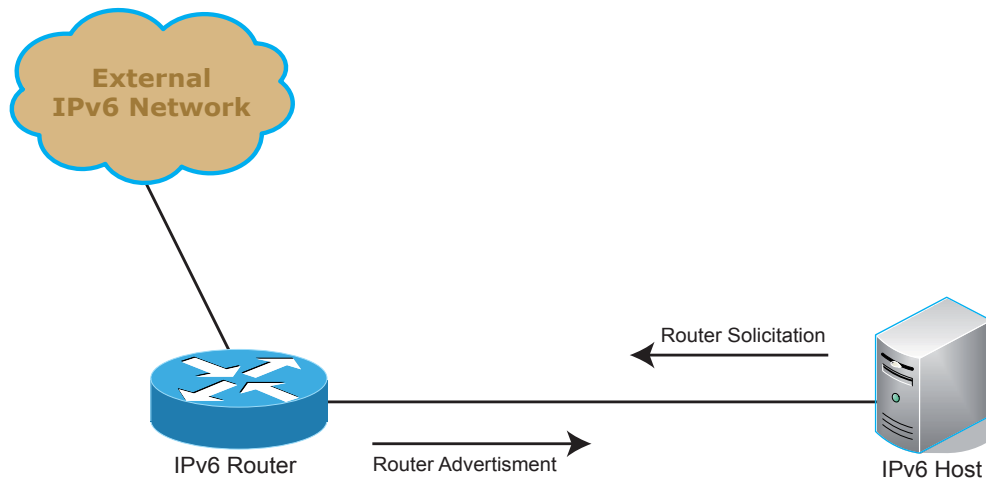 External
IPv6 Network
Router Solicitation
IPv6 Router
Router Advertisment
IPv6 Host